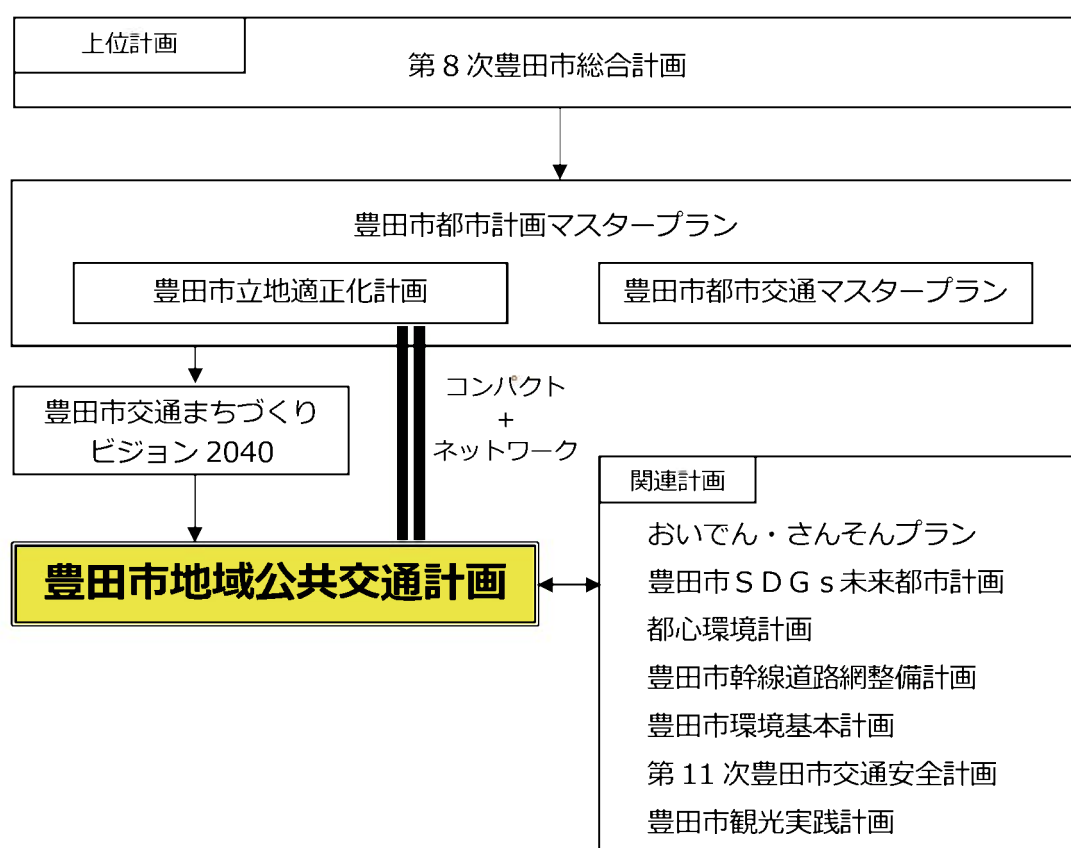 上位計画
第8次豊田市総合計画
豊田市都市計画マスタープラン
豊田市立地適正化計画
豊田市都市交通マスタープラン
豊田市交通まちづくり
ビジョン2040
コンパクト
+
ネットワーク
豊田市地域公共交通計画
関連計画
おいでん・さんそんプラン
豊田市SDGs未来都市計画
都心環境計画
豊田市幹線道路網整備計画
豊田市環境基本計画
第11次豊田市交通安全計画
豊田市観光実践計画